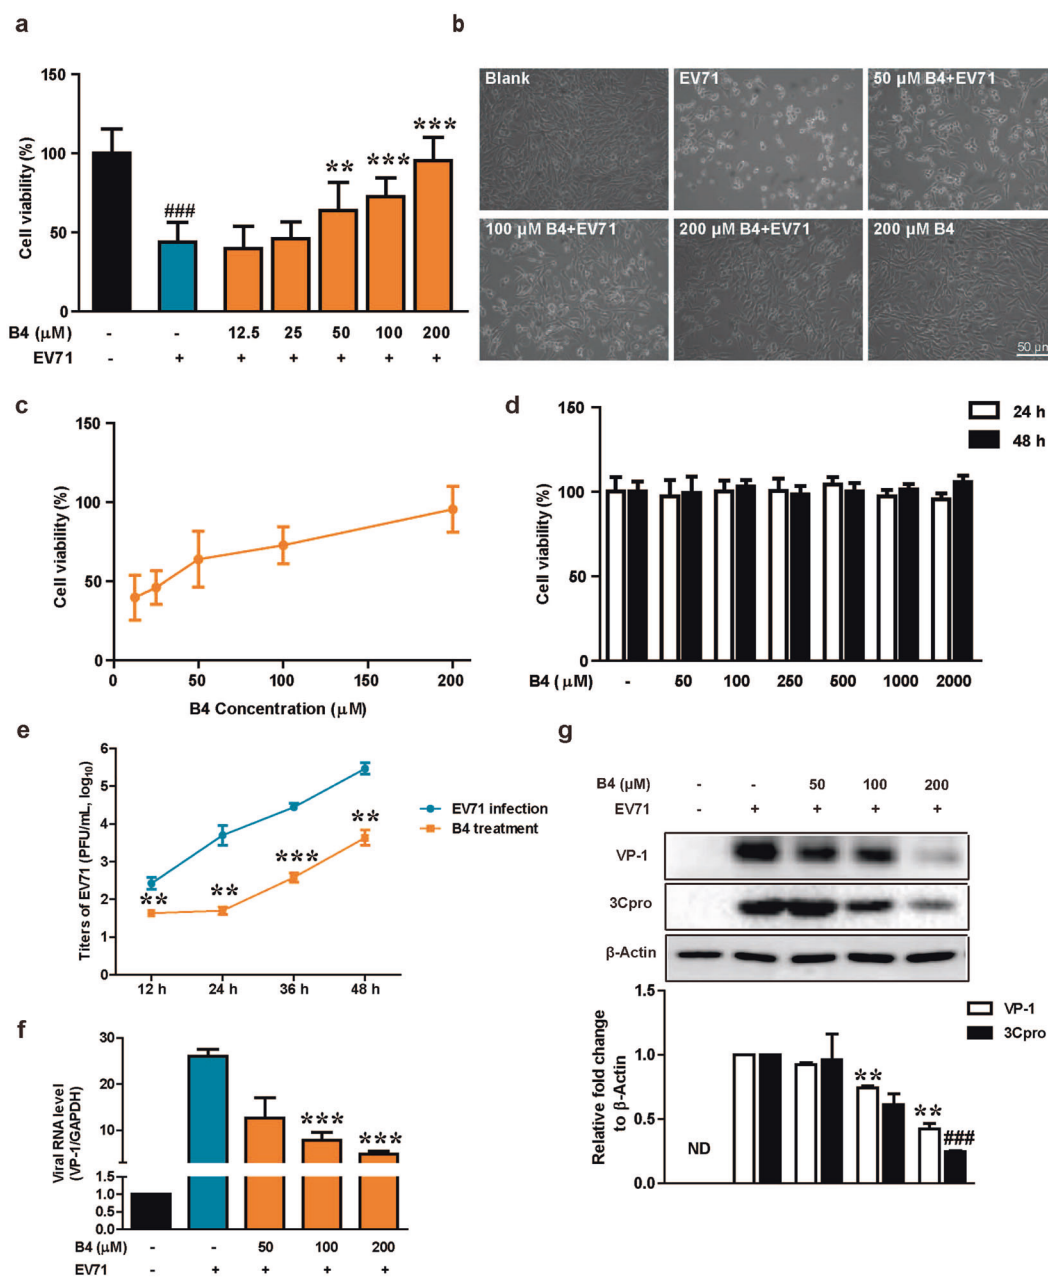 a
150
100
50
0
Cell viability (%)
###
**
***
***
B4 (μM) - - 12.5 25 50 100 200
EV71 - + + + + + +
b
Blank
EV71
50 μM B4+EV71
100 μM B4+EV71
200 μM B4+EV71
200 μM B4
50 μm
c
150
100
50
0
Cell viability (%)
0 50 100 150 200
B4 Concentration (μM)
d
150
100
50
0
Cell viability (%)
24 h
48 h
B4 (μM) - 50 100 250 500 1000 2000
e
6
5
4
3
2
1
0
Titers of EV71 (PFU/mL, log10)
**
**
***
**
12 h 24 h 36 h 48 h
EV71 infection
B4 treatment
f
30
20
10
1.5
1.0
0.5
0.0
Viral RNA level
(VP-1/GAPDH)
***
***
B4 (μM) - - 50 100 200
EV71 - + + + +
g
B4 (μM) - - 50 100 200
EV71 - + + + +
VP-1
3Cpro
β-Actin
1.5
1.0
0.5
0.0
Relative fold change
to β-Actin
VP-1
3Cpro
ND
**
**
###